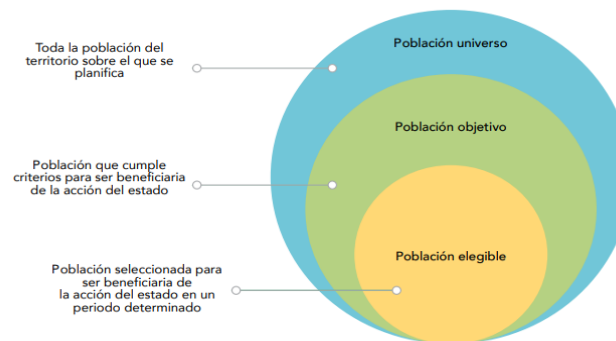 Toda la población del
territorio sobre el que se
planifica
Población universo
Población objetivo
Población que cumple
criterios para ser beneficiaria
de la acción del estado
Población elegible
Población seleccionada para
ser beneficiaria de
la acción del estado en un
periodo determinado